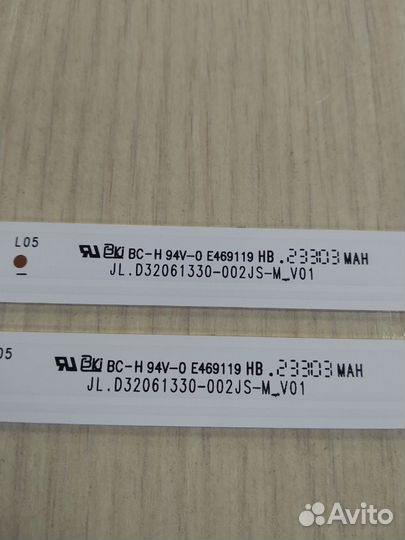 L05
BC-H 94V-0 E469119 HB .23303 MAH
JL.D32061330-002JS-M_V01
05
BC-H 94V-0 E469119 HB .23303 MAH
JL.D32061330-002JS-M_V01
Avito